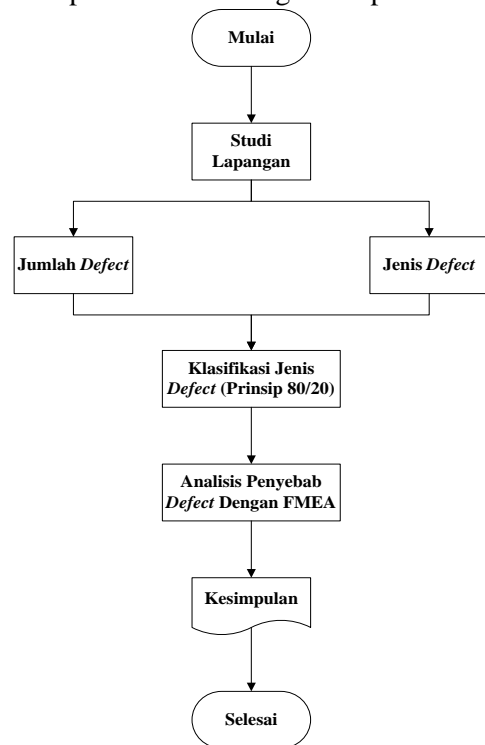 Mulai
Studi
Lapangan
Jumlah Defect
Jenis Defect
Klasifikasi Jenis
Defect (Prinsip 80/20)
Analisis Penyebab
Defect Dengan FMEA
Kesimpulan
Selesai